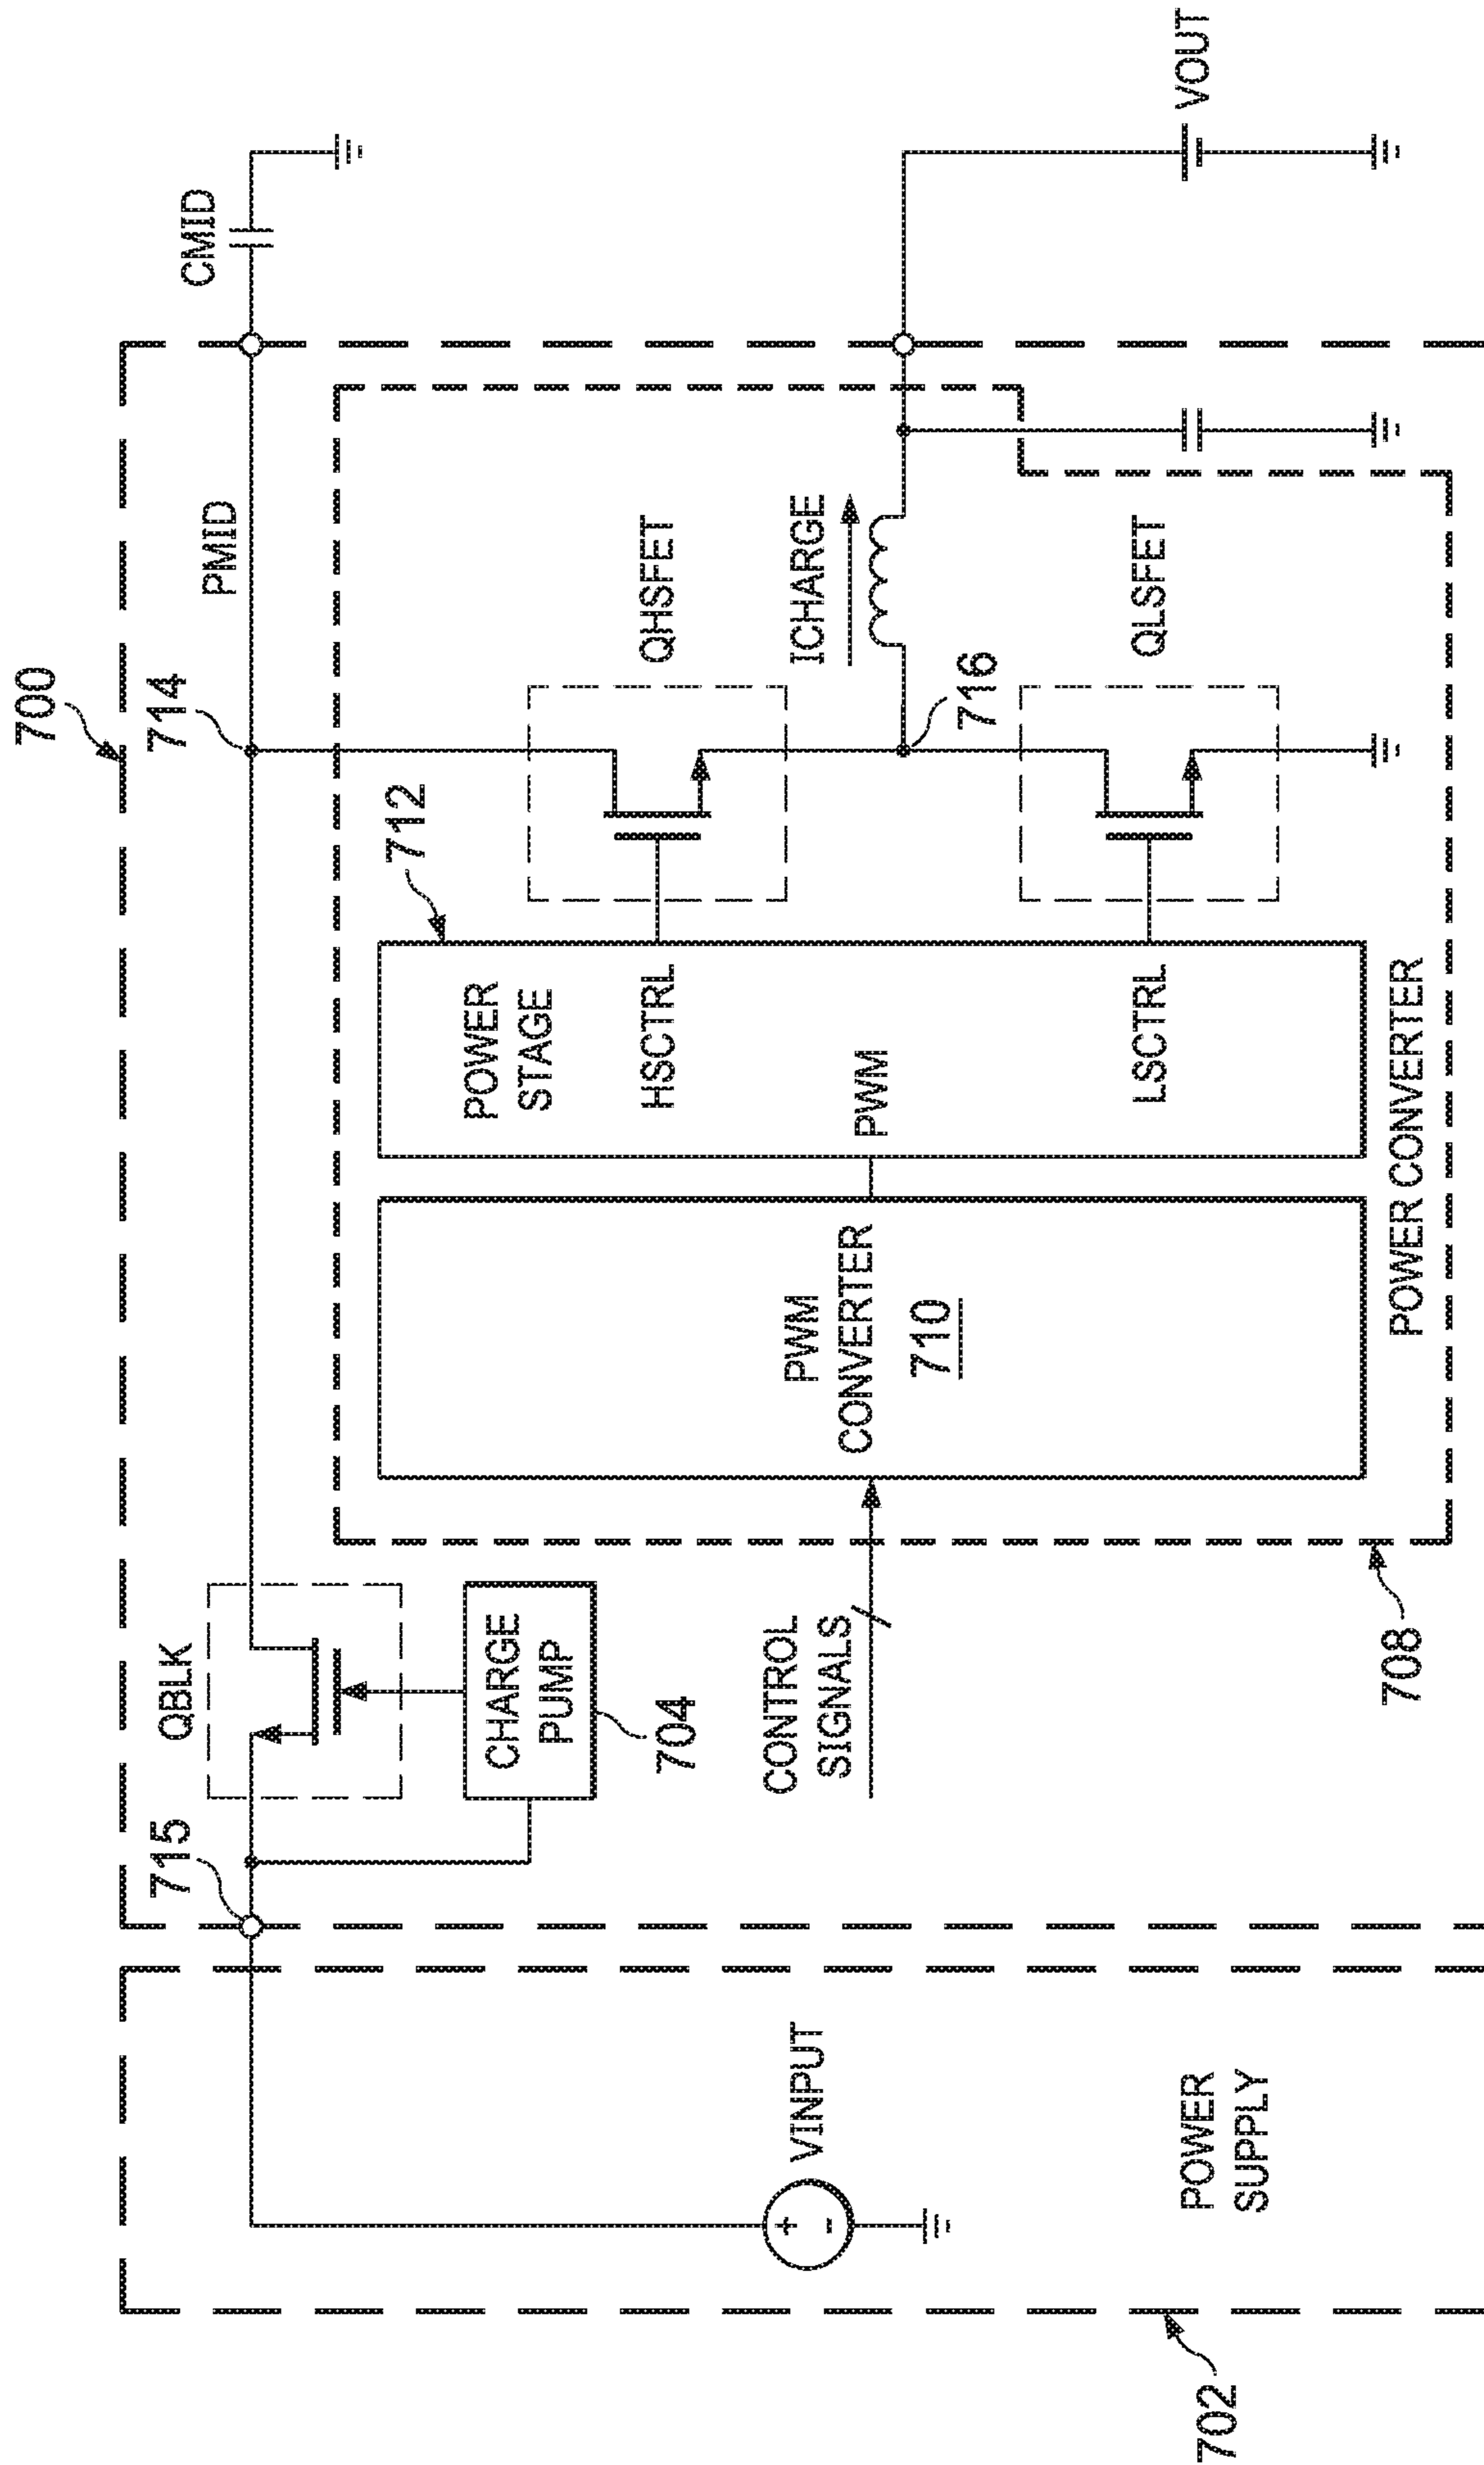 700
714
715
PMID
CMID
QBLK
712
CHARGE
PUMP
704
POWER
STAGE
HSCTRL
QHSFET
ICHARGE
716
PWM
LSCTRL
QLSFET
PWM
CONVERTER
710
CONTROL
SIGNALS
POWER CONVERTER
708
VINPUT
+
-
POWER
SUPPLY
702
VOUT